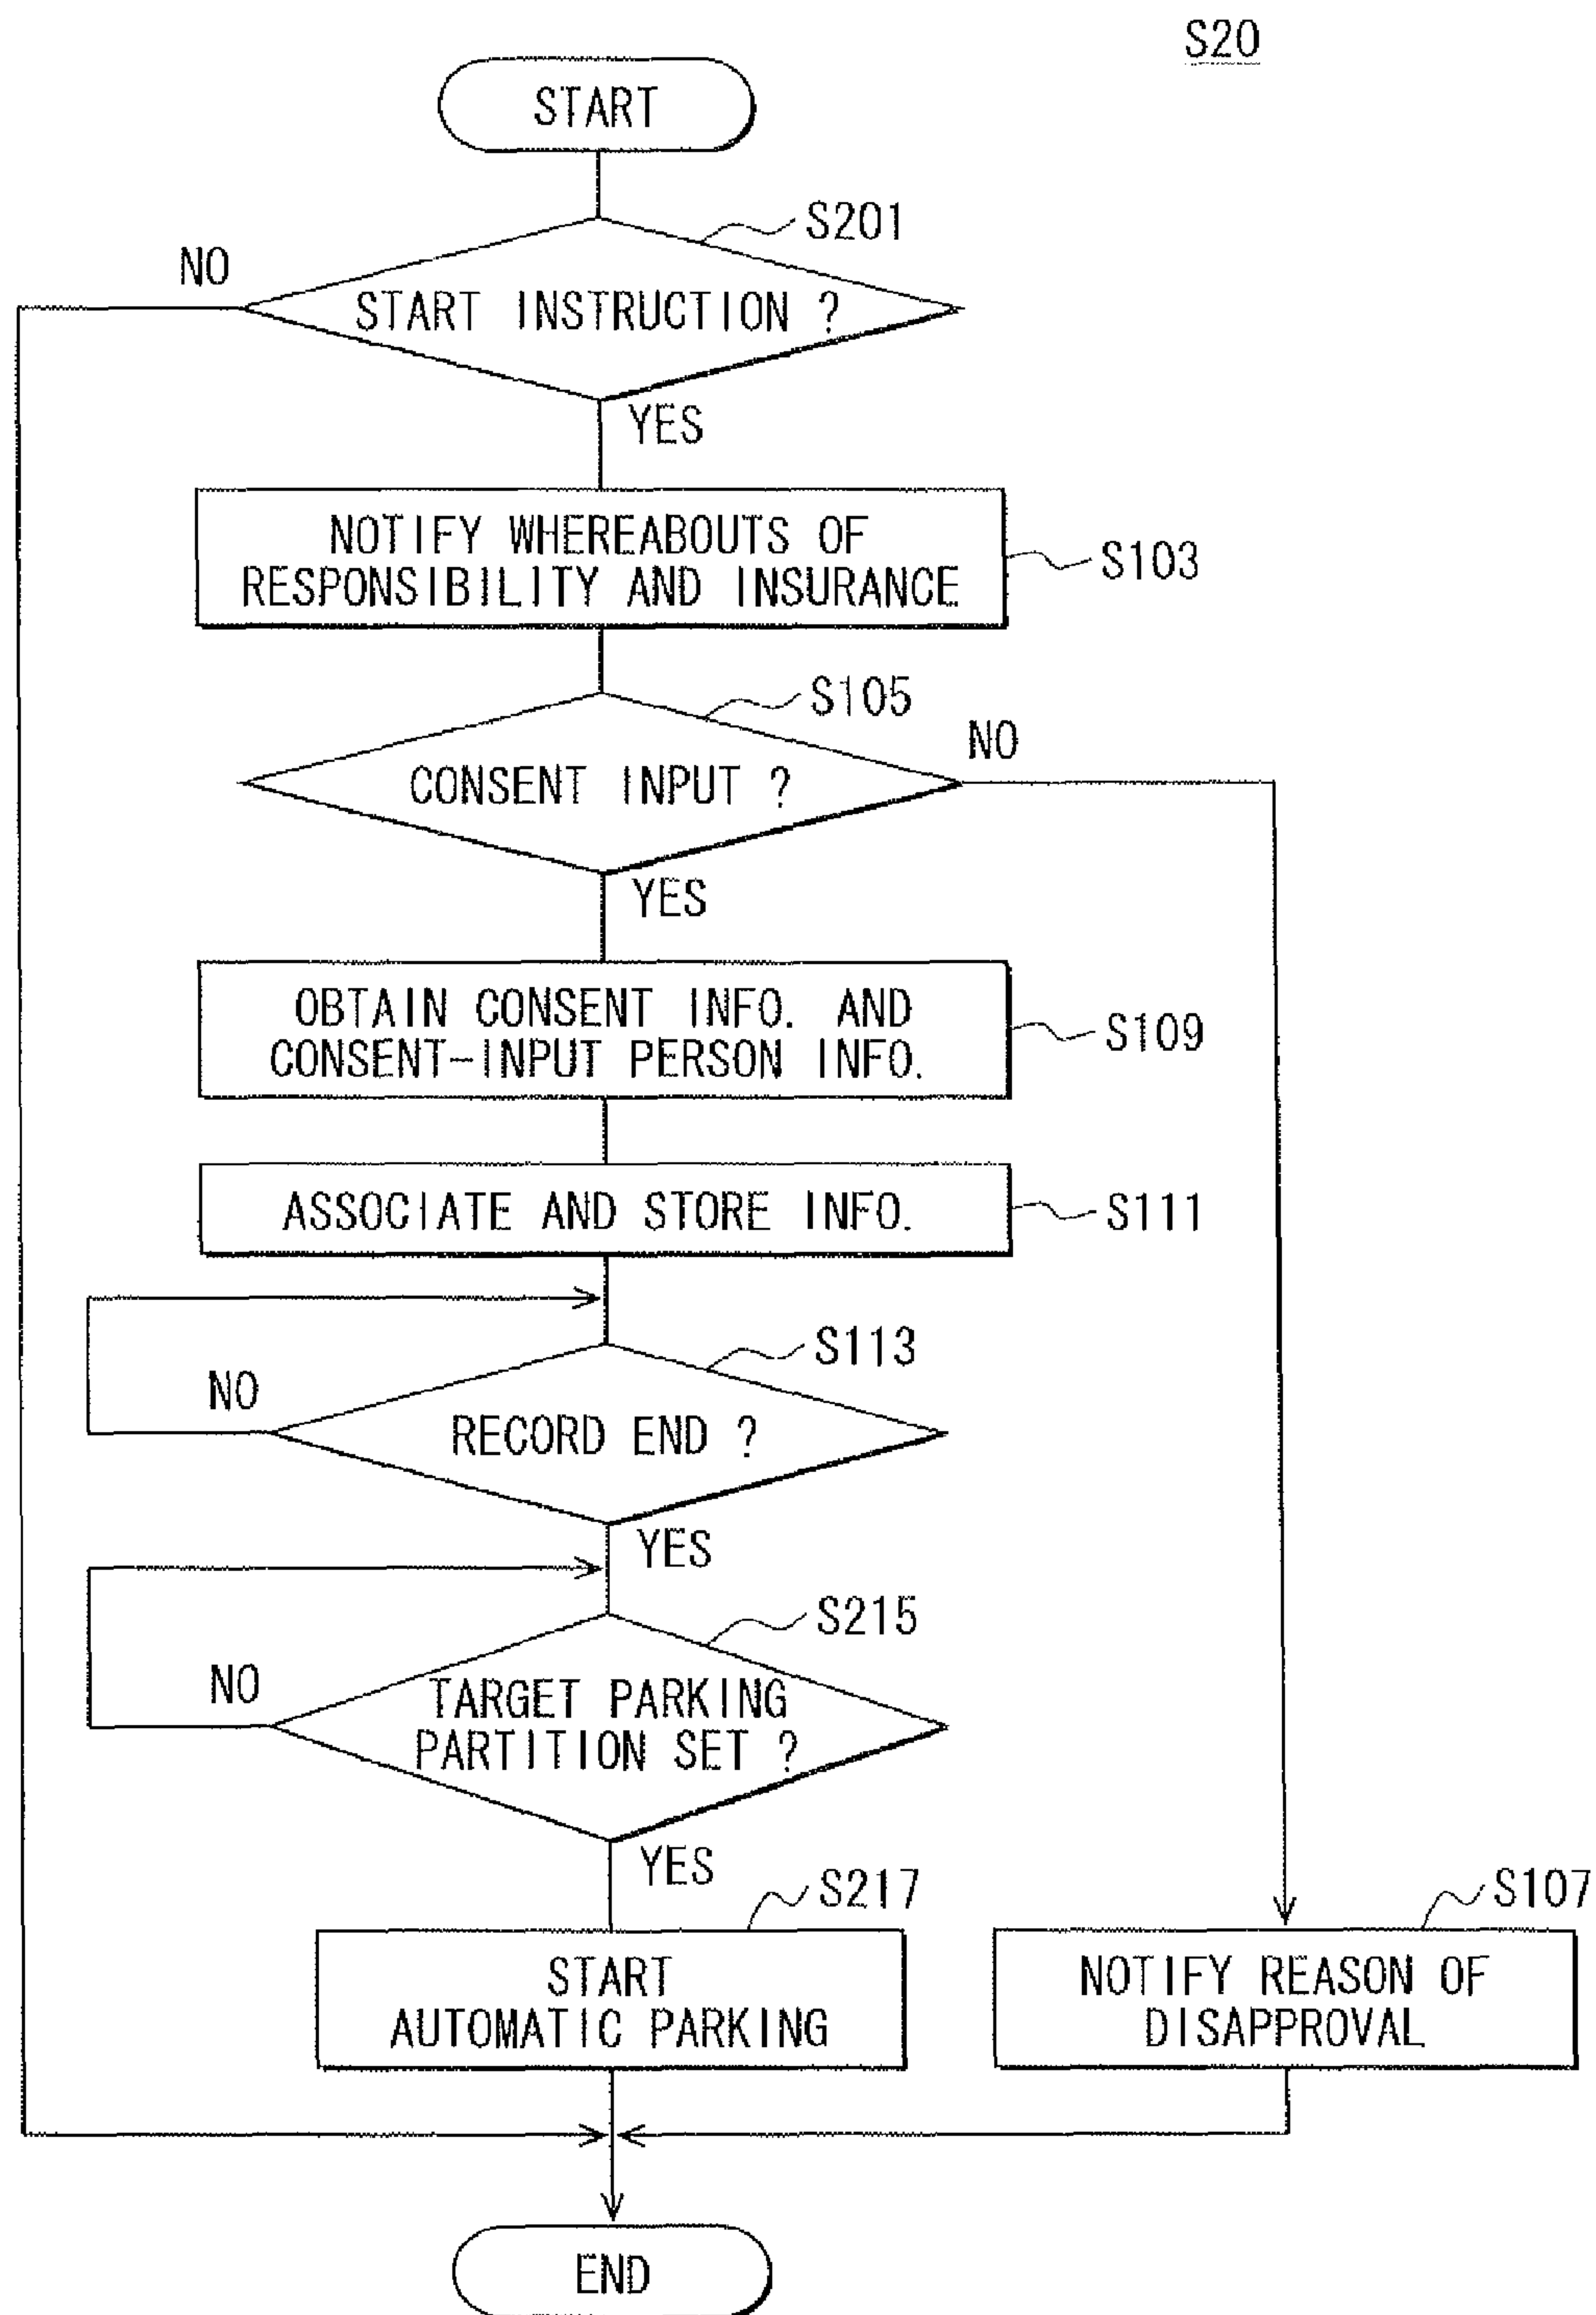 S20
START
S201
NO
START INSTRUCTION ?
YES
NOTIFY WHEREABOUTS OF
RESPONSIBILITY AND INSURANCE
S103
S105
NO
CONSENT INPUT ?
YES
OBTAIN CONSENT INFO. AND
CONSENT-INPUT PERSON INFO.
S109
ASSOCIATE AND STORE INFO.
S111
S113
NO
RECORD END ?
YES
S215
NO
TARGET PARKING
PARTITION SET ?
YES
S217
START
AUTOMATIC PARKING
S107
NOTIFY REASON OF
DISAPPROVAL
END